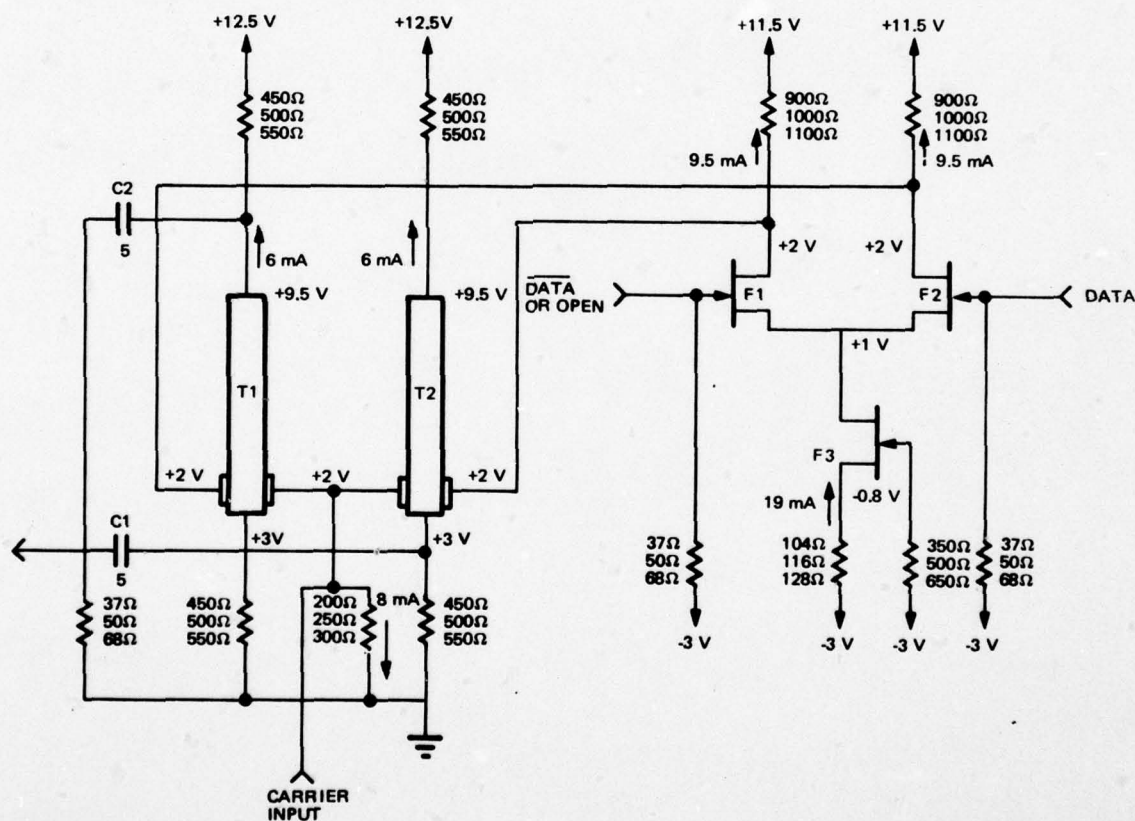 +12.5 V
+12.5 V
+11.5 V
+11.5 V
450Ω
500Ω
550Ω
450Ω
500Ω
550Ω
900Ω
1000Ω
1100Ω
900Ω
1000Ω
1100Ω
9.5 mA
9.5 mA
C2
5
6 mA
6 mA
+2 V
+2 V
+9.5 V
+9.5 V
DATA
OR OPEN
F1
F2
DATA
+1 V
T1
T2
F3
+2 V
+2 V
+2 V
19 mA
-0.8 V
C1
5
+3V
+3 V
37Ω
50Ω
68Ω
450Ω
500Ω
550Ω
200Ω
250Ω
300Ω
8 mA
450Ω
500Ω
550Ω
37Ω
50Ω
68Ω
104Ω
116Ω
128Ω
350Ω
500Ω
650Ω
37Ω
50Ω
68Ω
-3 V
-3 V
-3 V
-3 V
CARRIER
INPUT